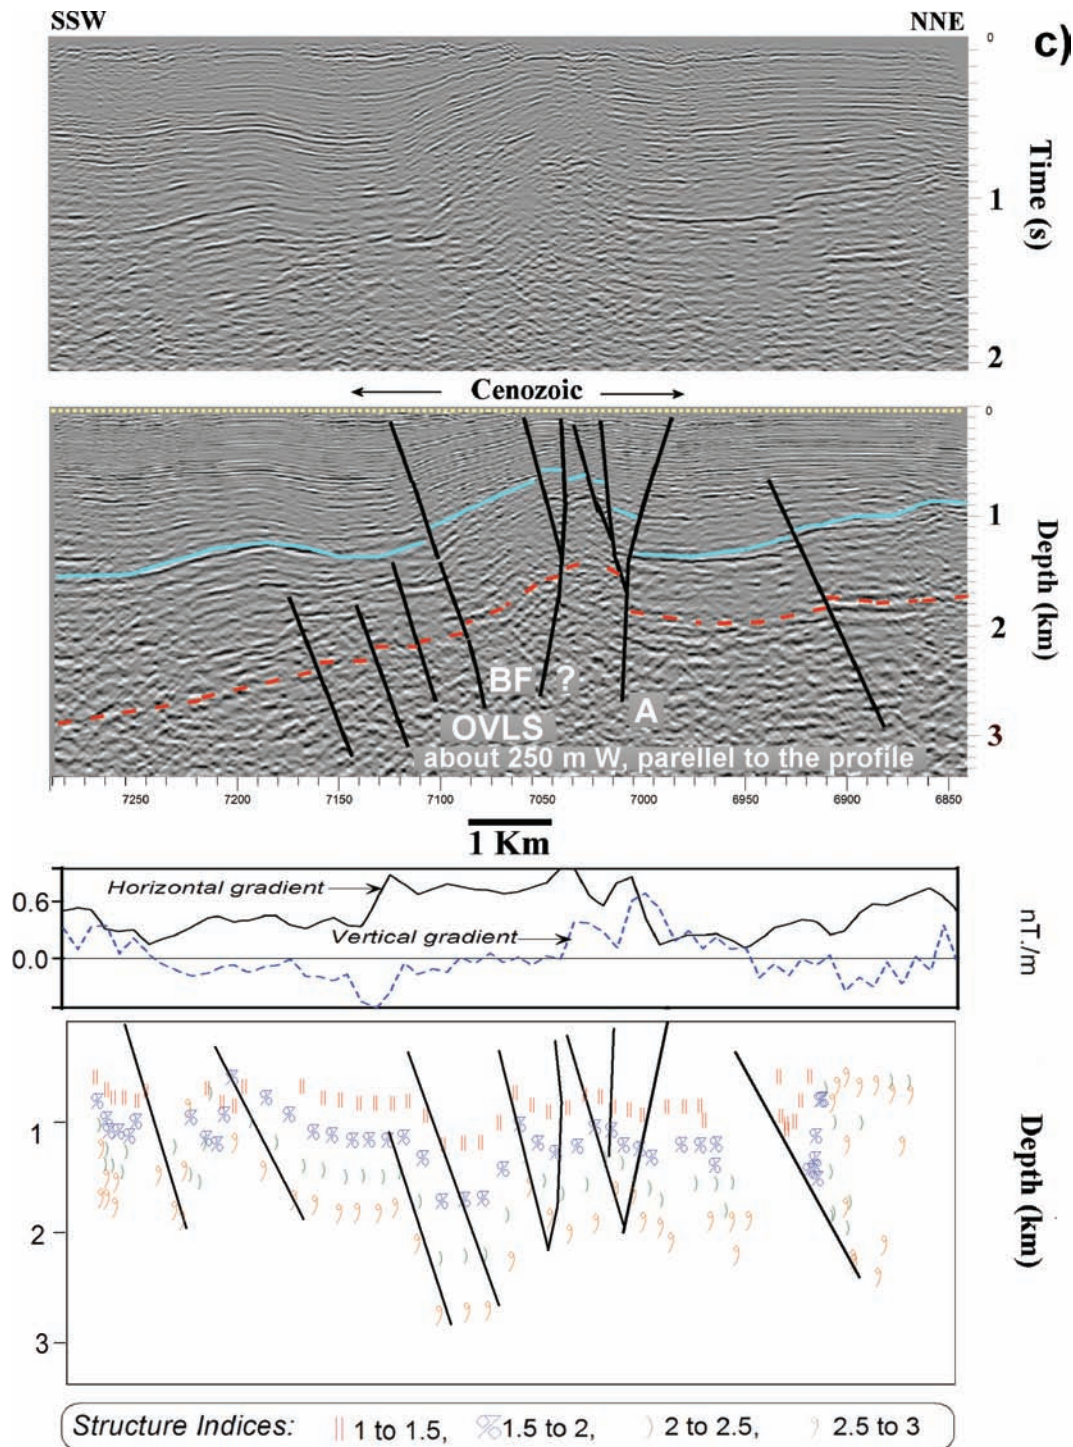 SSW NNE
c)
0
Time (s)
1
2
Cenozoic
0
1
Depth (km)
2
BF ?
A
OVLS
about 250 m W, parellel to the profile
3
7250 7200 7150 7100 7050 7000 6950 6900 6850
1 Km
Horizontal gradient
0.6
Vertical gradient
0.0
nT./m
1
Depth (km)
2
3
Structure Indices: 1 to 1.5, 1.5 to 2, 2 to 2.5, 2.5 to 3